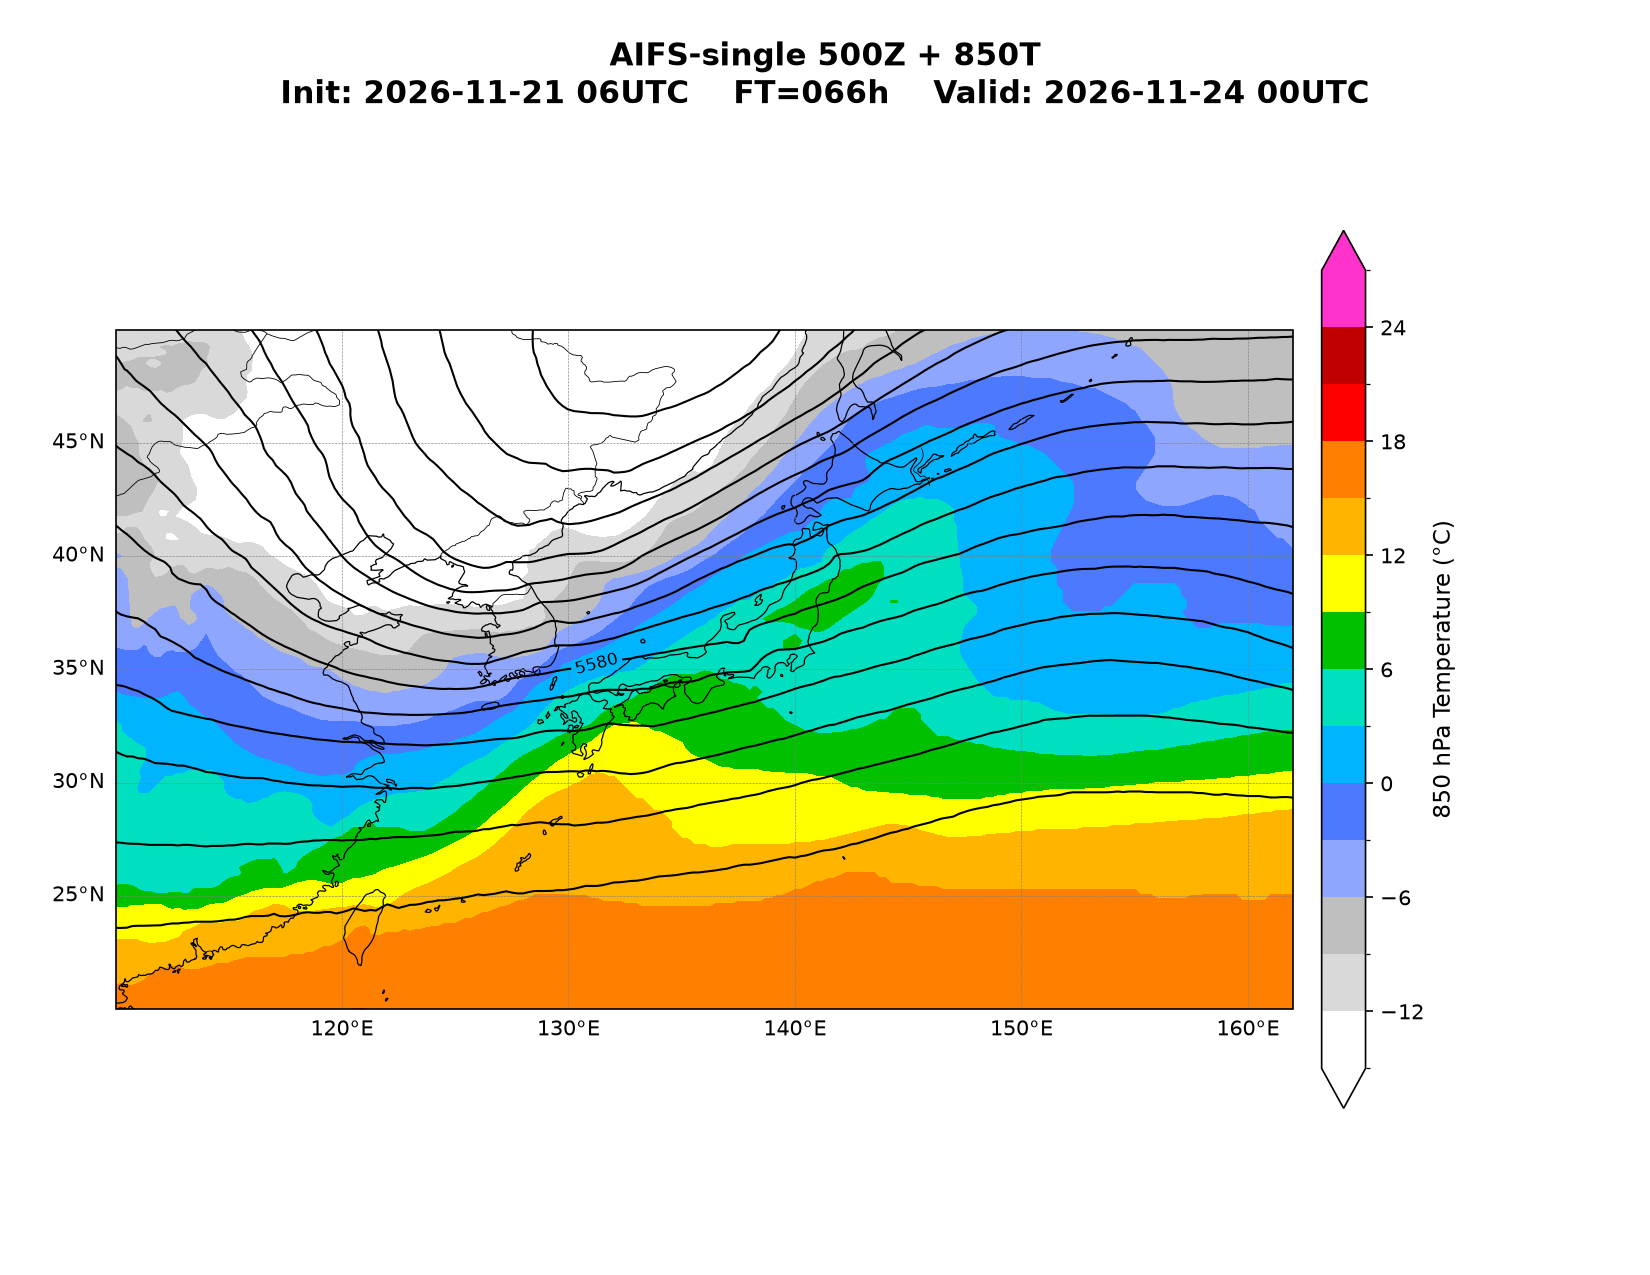 AIFS-single 500Z + 850T
Init: 2026-11-21 06UTC    FT=066h    Valid: 2026-11-24 00UTC
45°N
40°N
35°N
30°N
25°N
5580
120°E
130°E
140°E
150°E
160°E
24
18
12
6
0
−6
−12
850 hPa Temperature (°C)